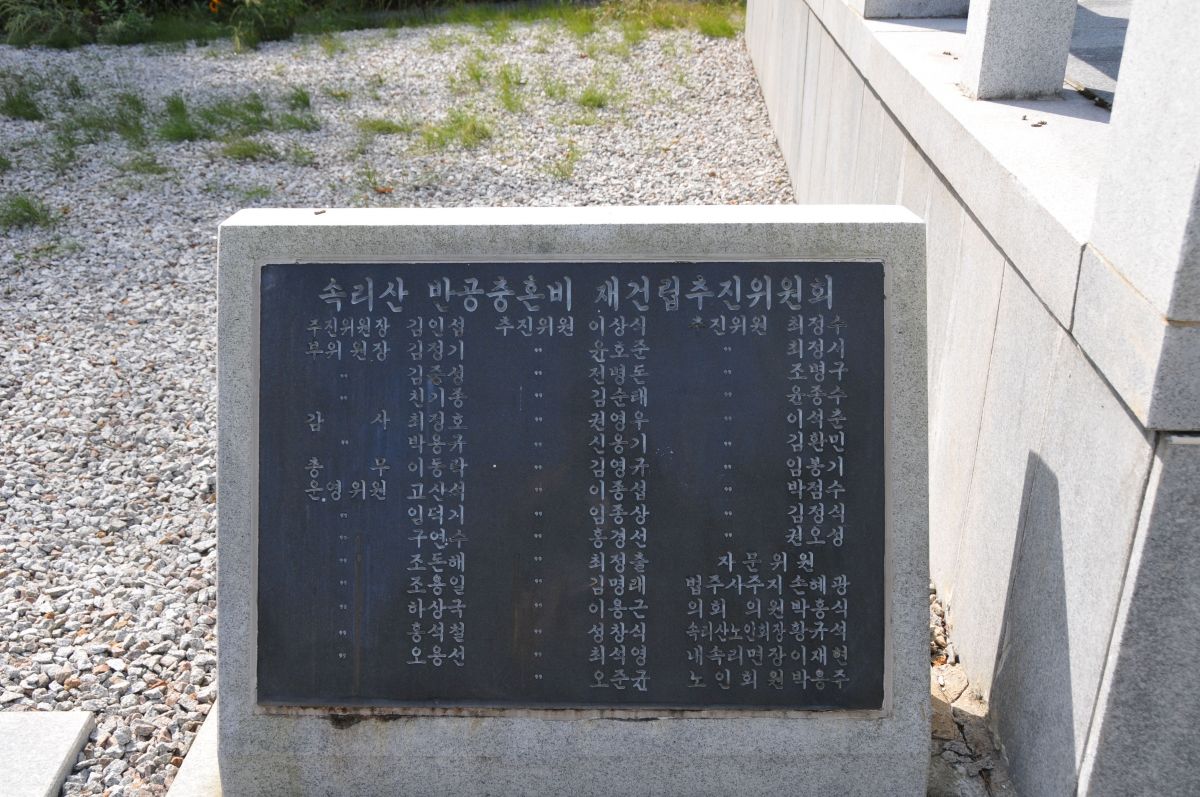 속리산 반공충혼비 재건립추진위원회
추진위원장 김인섭 추진위원 이상식 추진위원 최정수
부위원장 김정기 〃 윤호준 〃 최정서
〃 김종성 〃 전병돈 〃 조병구
〃 진기종 〃 김순태 〃 윤종수
감사 최정호 〃 권영우 〃 이석춘
〃 박용규 〃 신웅기 〃 김환민
총무 이동락 〃 김영규 〃 임봉기
운영위원 고산석 〃 이종섭 〃 박점수
〃 임덕기 〃 임종상 〃 김정식
〃 구연수 〃 홍경선 〃 권오성
〃 조돈해 〃 최정출 자문위원
〃 조용일 〃 김명래 법주사주지 손혜광
〃 하상국 〃 이용근 의회의원 박홍식
〃 홍석철 〃 성창식 속리산노인회장 황규석
〃 오용선 〃 최석영 내속리면장 이재현
〃 오준균 노인회원 박용주